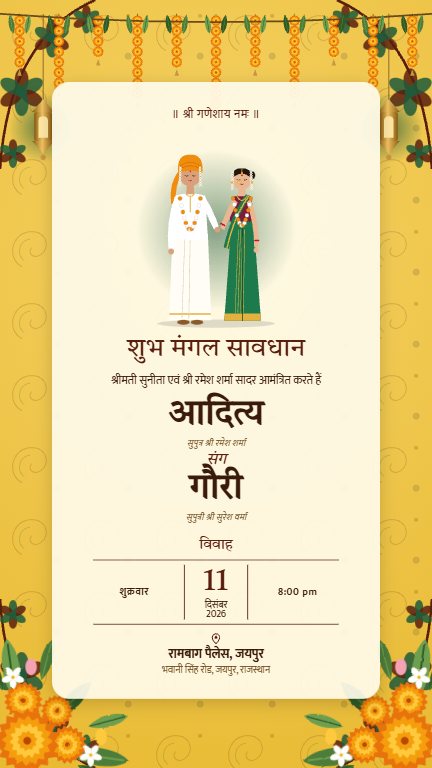 ॥ श्री गणेशाय नमः ॥
शुभ मंगल सावधान
श्रीमती सुनीता एवं श्री रमेश शर्मा सादर आमंत्रित करते हैं
आदित्य
सुपुत्र श्री रमेश शर्मा
संग
गौरी
सुपुत्री श्री सुरेश वर्मा
विवाह
शुक्रवार
11
दिसंबर
2026
8:00 pm
रामबाग पैलेस, जयपुर
भवानी सिंह रोड, जयपुर, राजस्थान